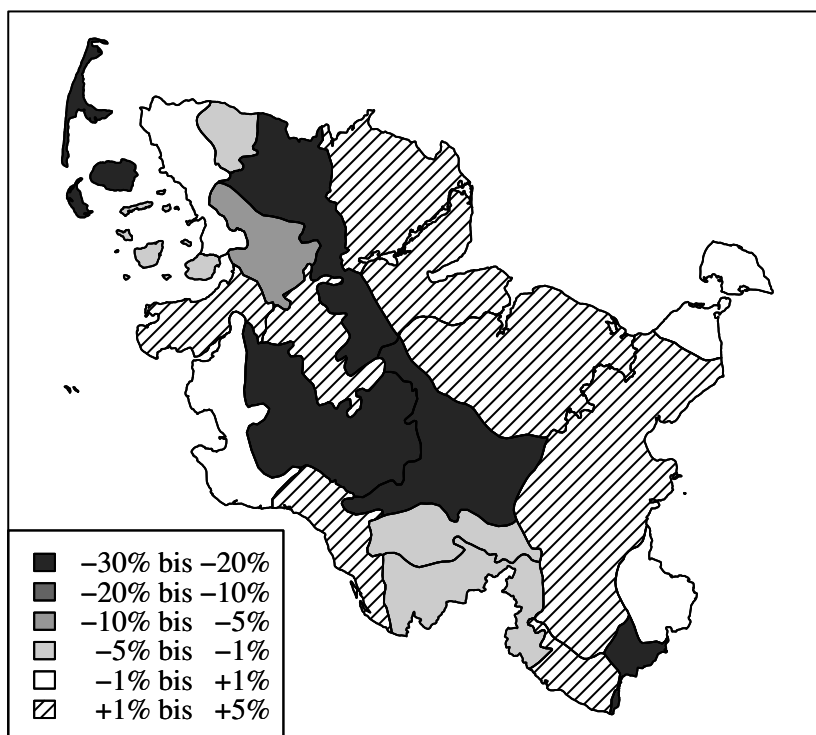 −30% bis −20%
−20% bis −10%
−10% bis −5%
−5% bis −1%
−1% bis +1%
+1% bis +5%